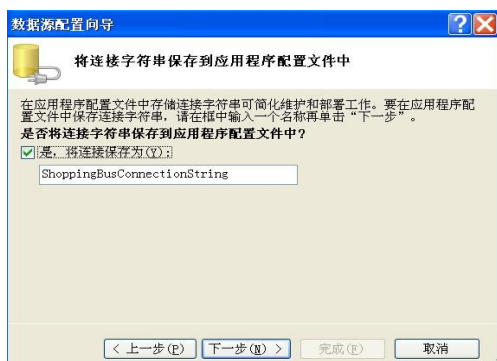 数据源配置向导
将连接字符串保存到应用程序配置文件中
在应用程序配置文件中存储连接字符串可简化维护和部署工作。要在应用程序配
置文件中保存连接字符串，请在框中输入一个名称再单击“下一步”。
是否将连接字符串保存到应用程序配置文件中?
是，将连接保存为(Y):
ShoppingBusConnectionString
< 上一步(P) 下一步(N) > 完成(F) 取消